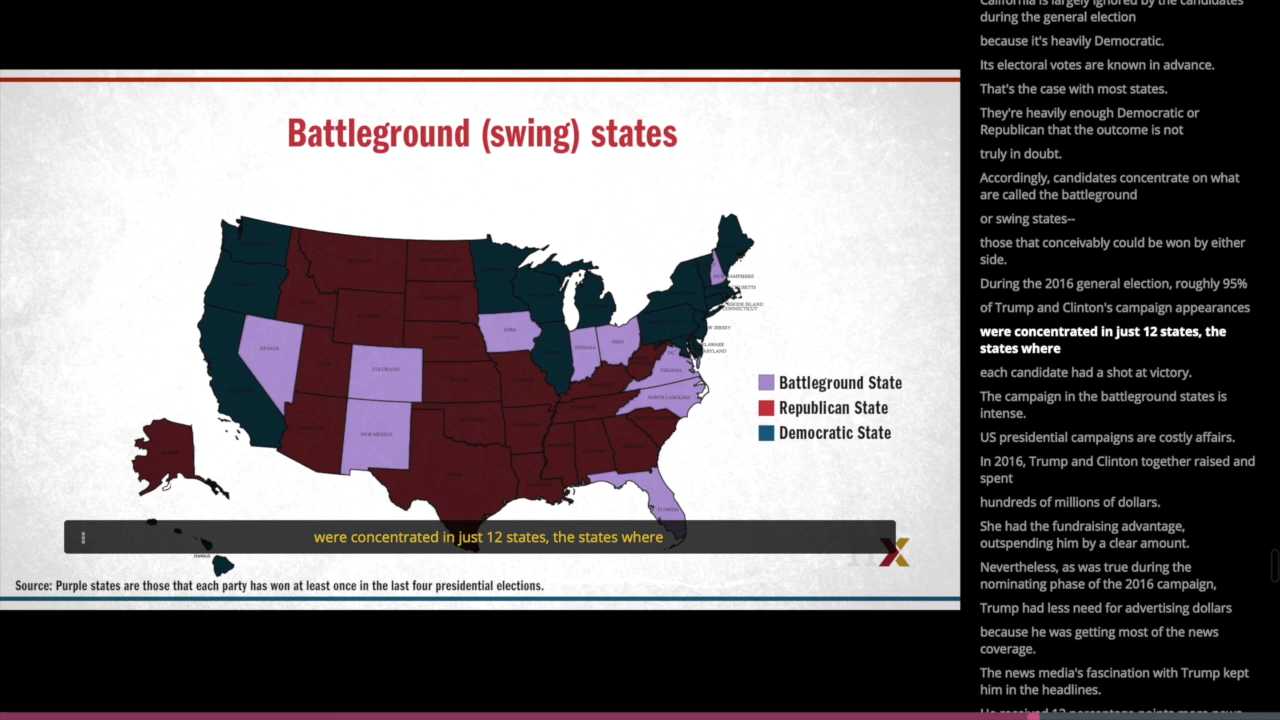 Battleground (swing) states
NEVADA
COLORADO
NEW MEXICO
IOWA
INDIANA
OHIO
VIRGINIA
NORTH CAROLINA
FLORIDA
RHODE ISLAND
CONNECTICUT
HAWAII
Battleground State
Republican State
Democratic State
were concentrated in just 12 states, the states where
Source: Purple states are those that each party has won at least once in the last four presidential elections.
X
California is largely ignored by the candidates
during the general election
because it's heavily Democratic.
Its electoral votes are known in advance.
That's the case with most states.
They're heavily enough Democratic or
Republican that the outcome is not
truly in doubt.
Accordingly, candidates concentrate on what
are called the battleground
or swing states--
those that conceivably could be won by either
side.
During the 2016 general election, roughly 95%
of Trump and Clinton's campaign appearances
were concentrated in just 12 states, the
states where
each candidate had a shot at victory.
The campaign in the battleground states is
intense.
US presidential campaigns are costly affairs.
In 2016, Trump and Clinton together raised and
spent
hundreds of millions of dollars.
She had the fundraising advantage,
outspending him by a clear amount.
Nevertheless, as was true during the
nominating phase of the 2016 campaign,
Trump had less need for advertising dollars
because he was getting most of the news
coverage.
The news media's fascination with Trump kept
him in the headlines.